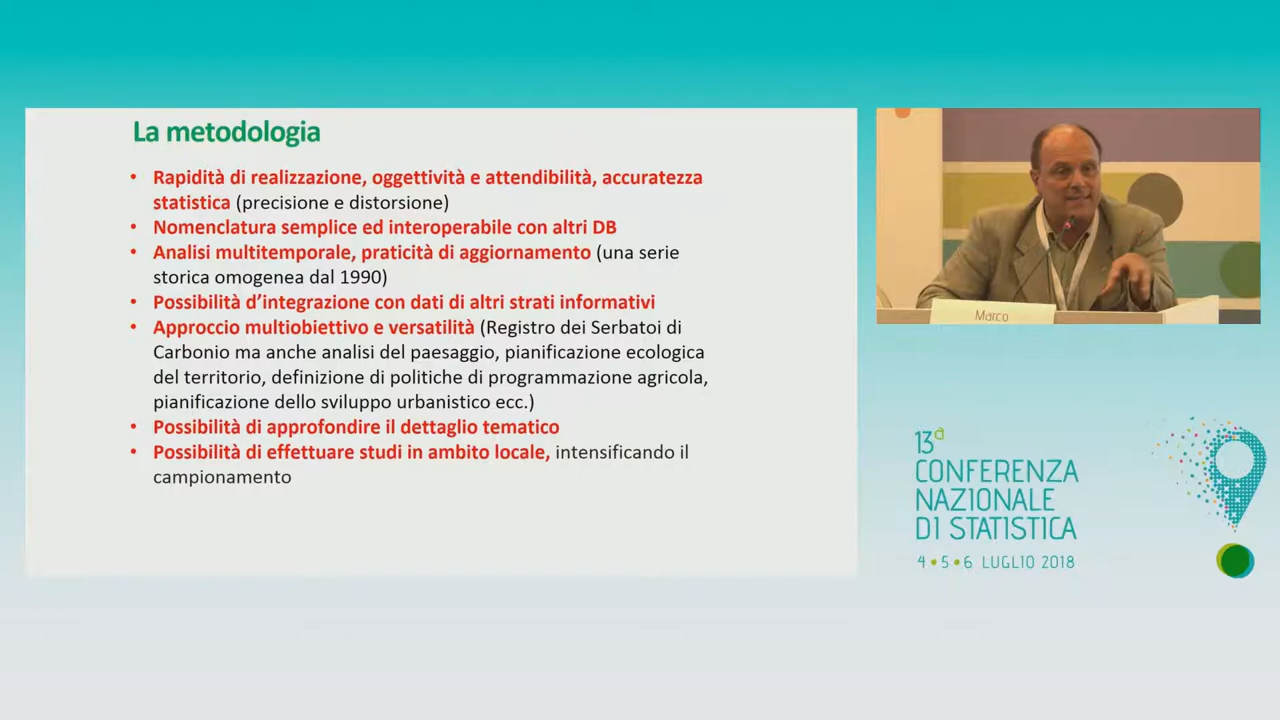 La metodologia
• Rapidità di realizzazione, oggettività e attendibilità, accuratezza
statistica (precisione e distorsione)
• Nomenclatura semplice ed interoperabile con altri DB
• Analisi multitemporale, praticità di aggiornamento (una serie
storica omogenea dal 1990)
• Possibilità d’integrazione con dati di altri strati informativi
• Approccio multiobiettivo e versatilità (Registro dei Serbatoi di
Carbonio ma anche analisi del paesaggio, pianificazione ecologica
del territorio, definizione di politiche di programmazione agricola,
pianificazione dello sviluppo urbanistico ecc.)
• Possibilità di approfondire il dettaglio tematico
• Possibilità di effettuare studi in ambito locale, intensificando il
campionamento
Marco
13ª
CONFERENZA
NAZIONALE
DI STATISTICA
4 • 5 • 6 LUGLIO 2018